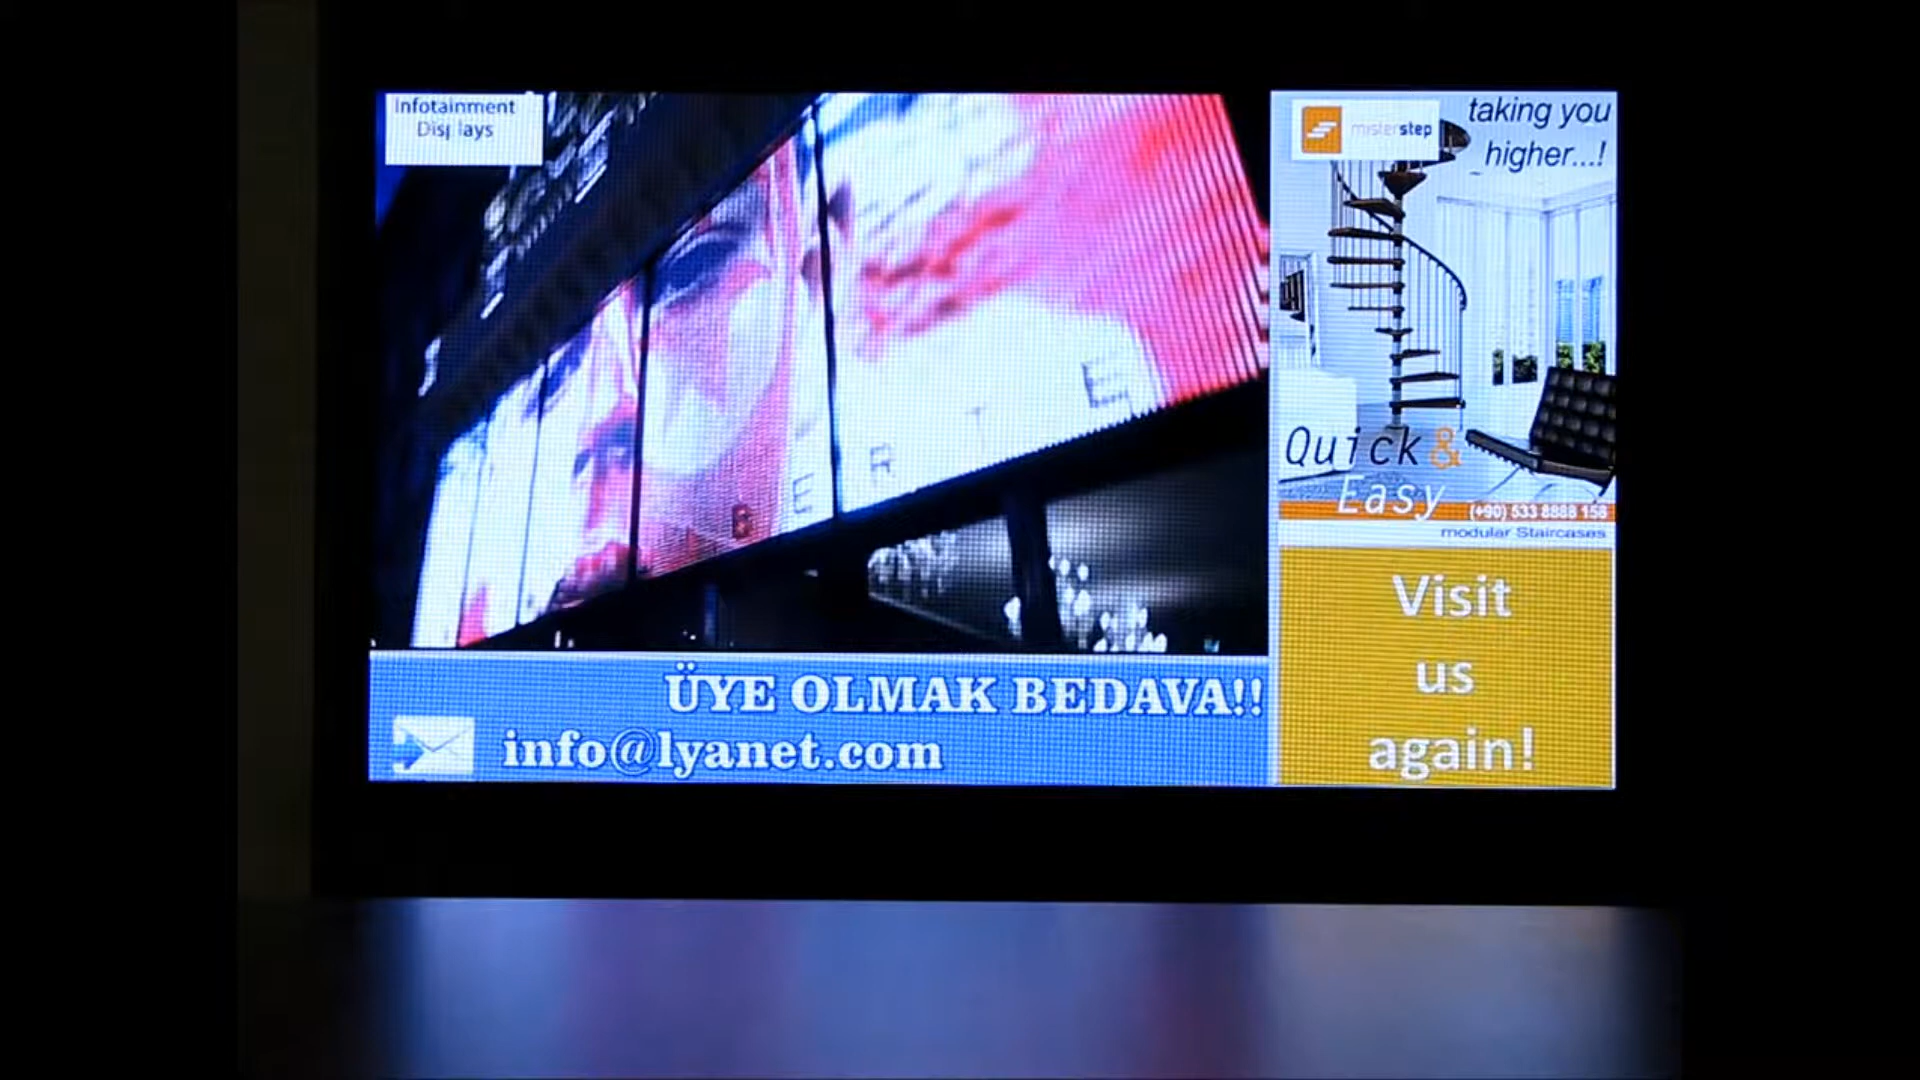 Infotainment
Displays
B E R T E
ÜYE OLMAK BEDAVA!!
info@lyanet.com
misterstep
taking you
higher...!
Quick &
Easy
(+90) 533 8888 158
modular Staircases
Visit
us
again!